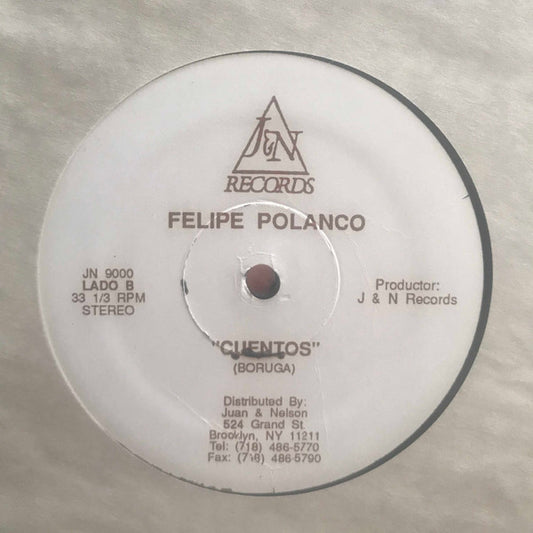 J&N
RECORDS
FELIPE POLANCO
JN 9000
LADO B
33 1/3 RPM
STEREO
Productor:
J & N Records
"CUENTOS"
(BORUGA)
Distributed By:
Juan & Nelson
524 Grand St.
Brooklyn, NY 11211
Tel: (718) 486-5770
Fax: (718) 486-5790